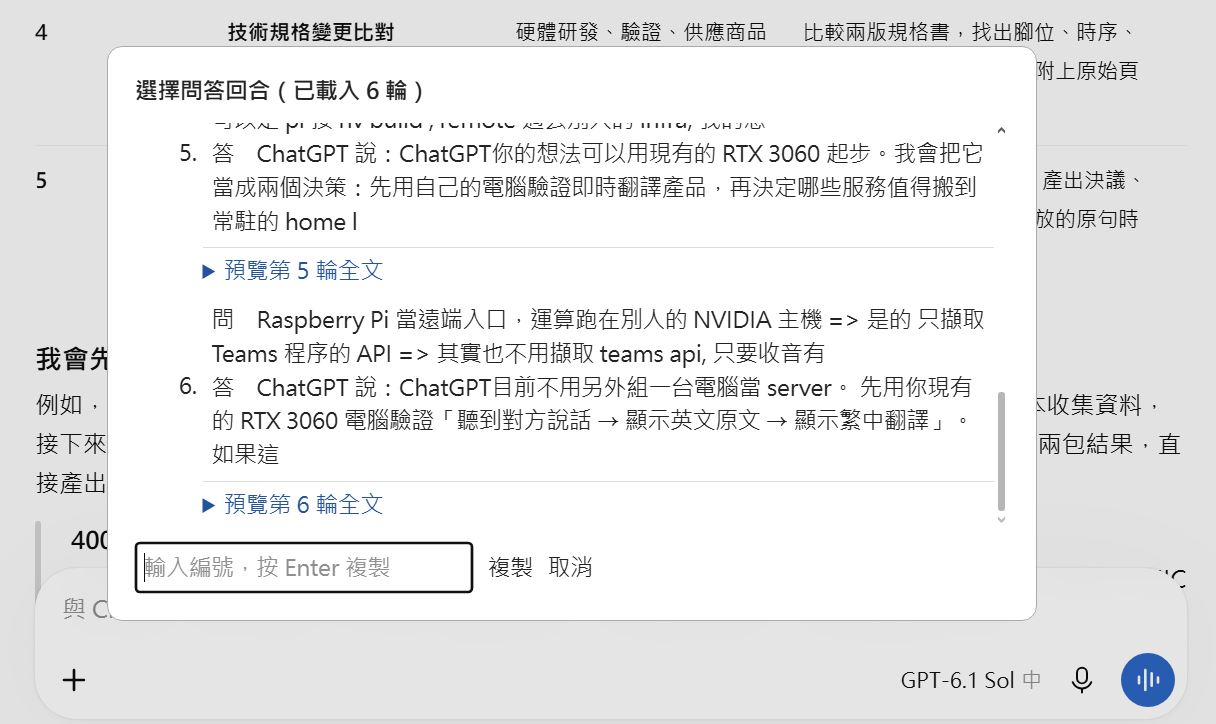 4 技術規格變更比對 硬體研發、驗證、供應商品 比較兩版規格書，找出腳位、時序、
附上原始頁
選擇問答回合（已載入 6 輪）
5. 答 ChatGPT 說：ChatGPT你的想法可以用現有的 RTX 3060 起步。我會把它
當成兩個決策：先用自己的電腦驗證即時翻譯產品，再決定哪些服務值得搬到
常駐的 home l
5
產出決議、
放的原句時
▶ 預覽第 5 輪全文
問 Raspberry Pi 當遠端入口，運算跑在別人的 NVIDIA 主機 => 是的 只擷取
Teams 程序的 API => 其實也不用擷取 teams api, 只要收音有
6. 答 ChatGPT 說：ChatGPT目前不用另外組一台電腦當 server。 先用你現有
的 RTX 3060 電腦驗證「聽到對方說話 → 顯示英文原文 → 顯示繁中翻譯」。
如果這
▶ 預覽第 6 輪全文
我會先
例如，
本收集資料，
接下來
兩包結果，直
接產出
400
輸入編號，按 Enter 複製 複製 取消
與 C
+ GPT-6.1 Sol 中